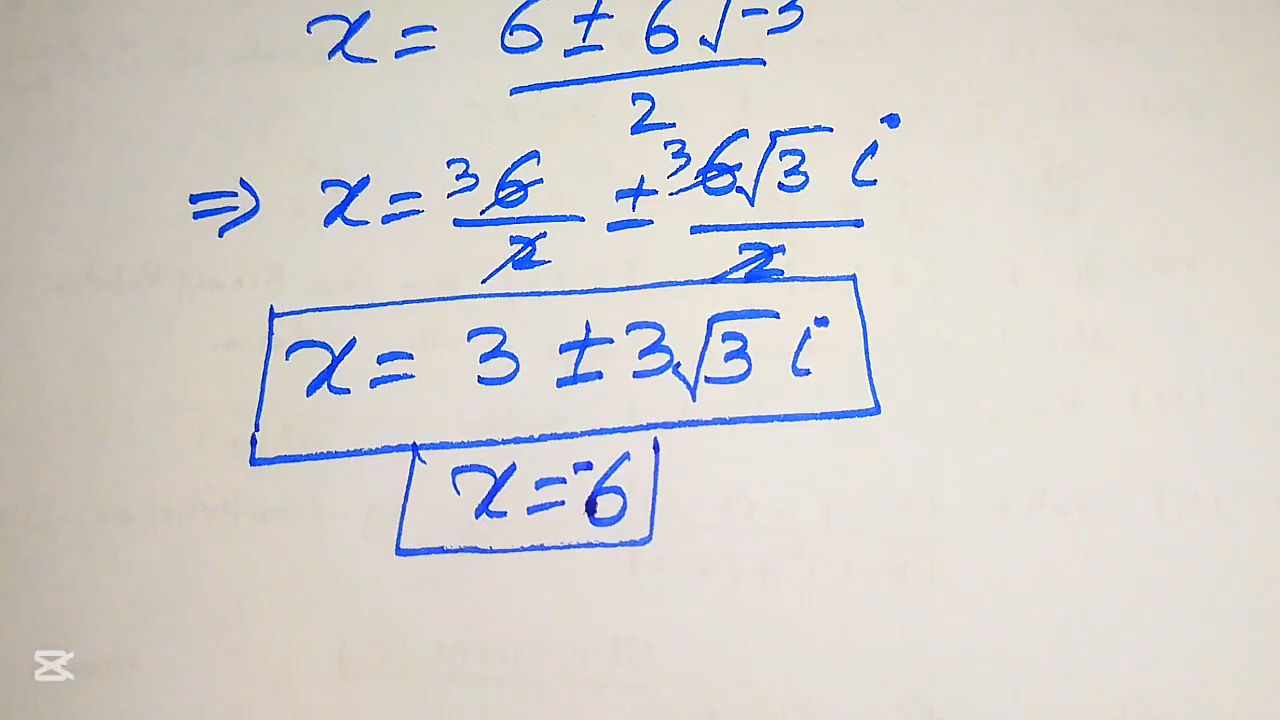 x = 6 ± 6√-3
2
⇒ x = 3 6 / 2 ± 3 6√3 i / 2
x = 3 ± 3√3 i
x = -6